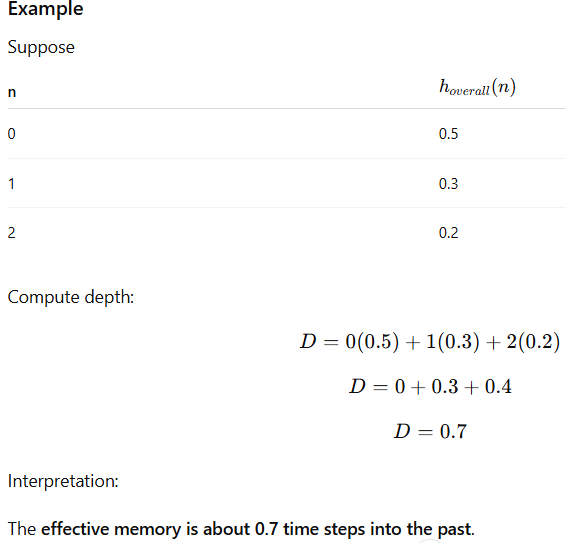 Example
Suppose
n h_{overall}(n)
0 0.5
1 0.3
2 0.2
Compute depth:
D = 0(0.5) + 1(0.3) + 2(0.2)
D = 0 + 0.3 + 0.4
D = 0.7
Interpretation:
The effective memory is about 0.7 time steps into the past.